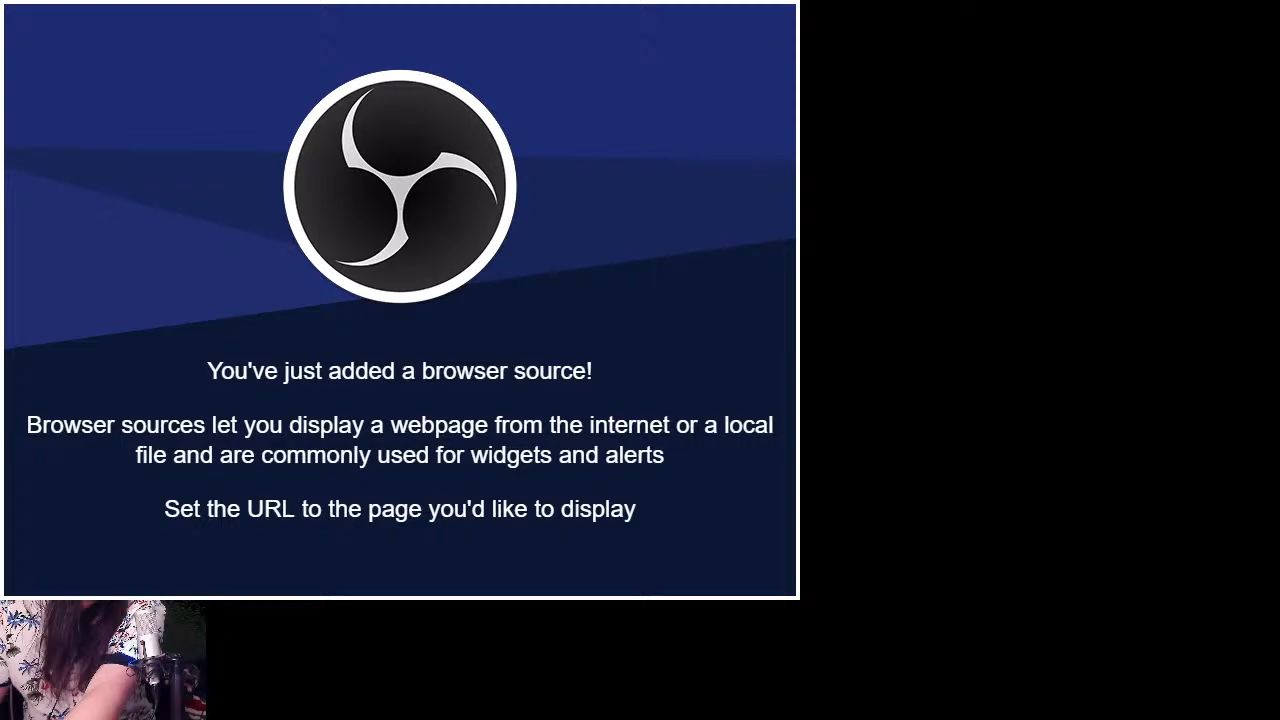 You've just added a browser source!
Browser sources let you display a webpage from the internet or a local
file and are commonly used for widgets and alerts
Set the URL to the page you'd like to display